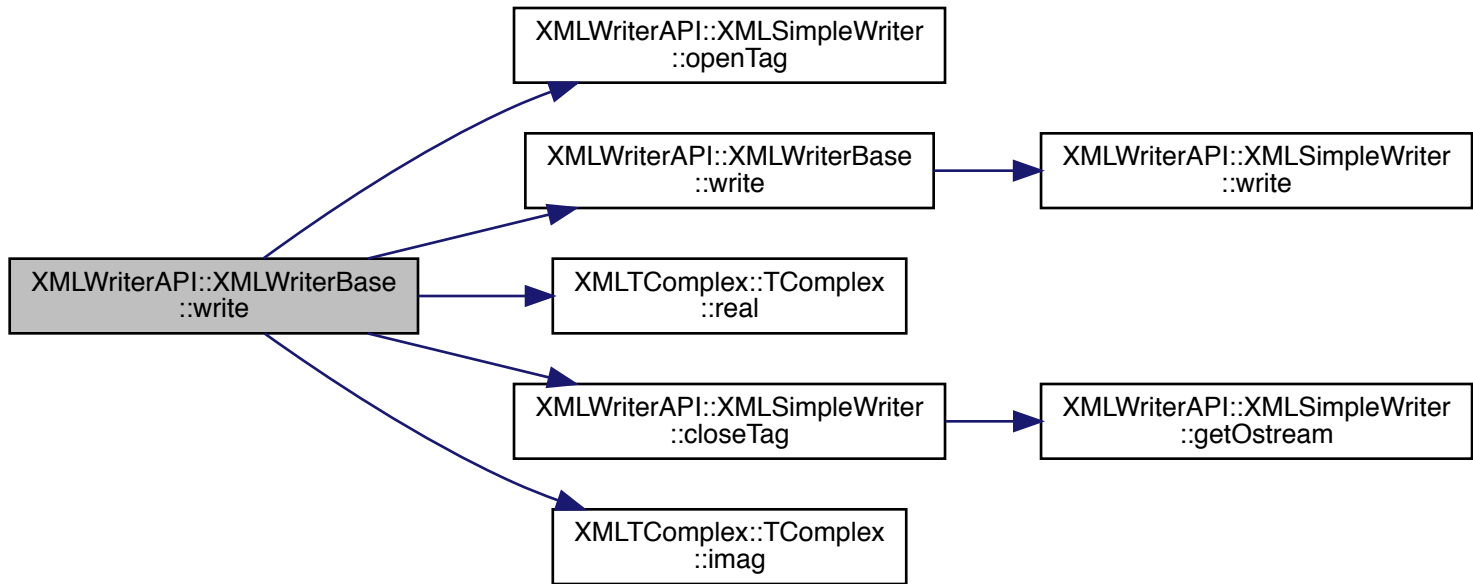 XMLWriterAPI::XMLWriterBase
::write
XMLWriterAPI::XMLSimpleWriter
::openTag
XMLWriterAPI::XMLWriterBase
::write
XMLTComplex::TComplex
::real
XMLWriterAPI::XMLSimpleWriter
::closeTag
XMLTComplex::TComplex
::imag
XMLWriterAPI::XMLSimpleWriter
::write
XMLWriterAPI::XMLSimpleWriter
::getOstream